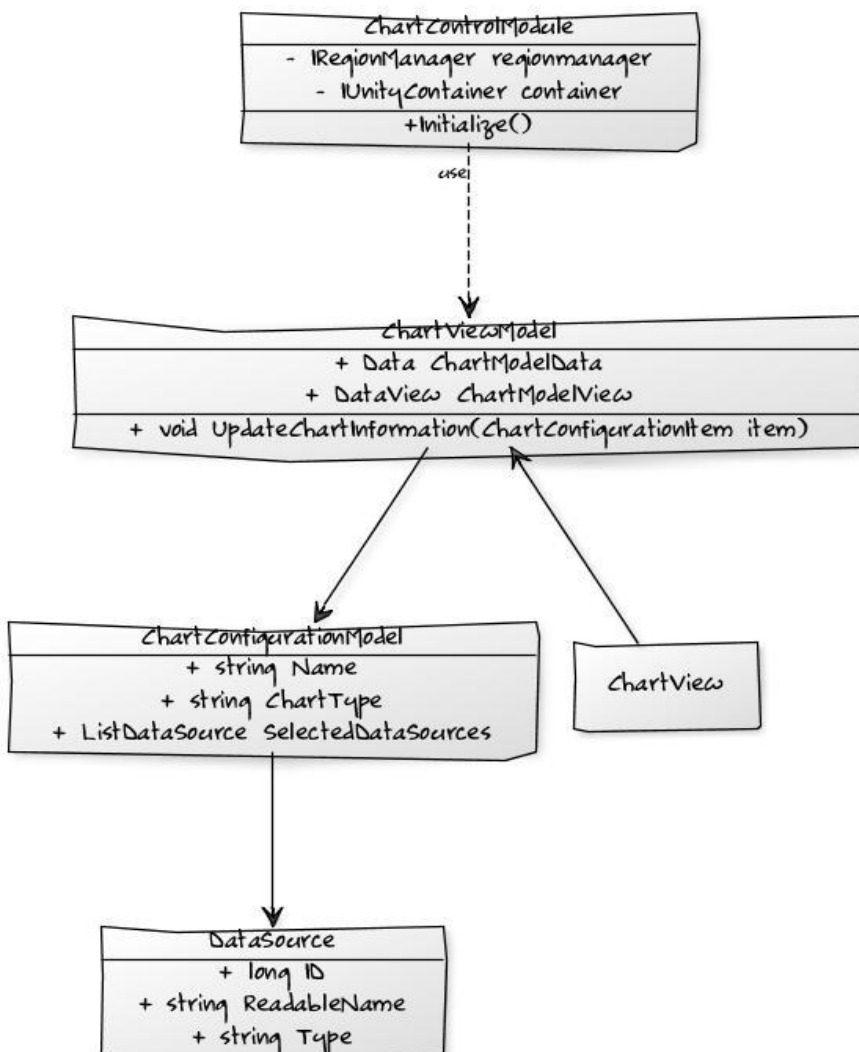 ChartControlModule
- IRegionManager regionmanager
- IUnityContainer container
+Initialize()
use
ChartViewModel
+ Data ChartModelData
+ DataView ChartModelView
+ void UpdateChartInformation(ChartConfigurationItem item)
ChartConfigurationModel
+ string Name
+ string ChartType
+ ListDataSource SelectedDataSources
ChartView
DataSource
+ long ID
+ string ReadableName
+ string Type